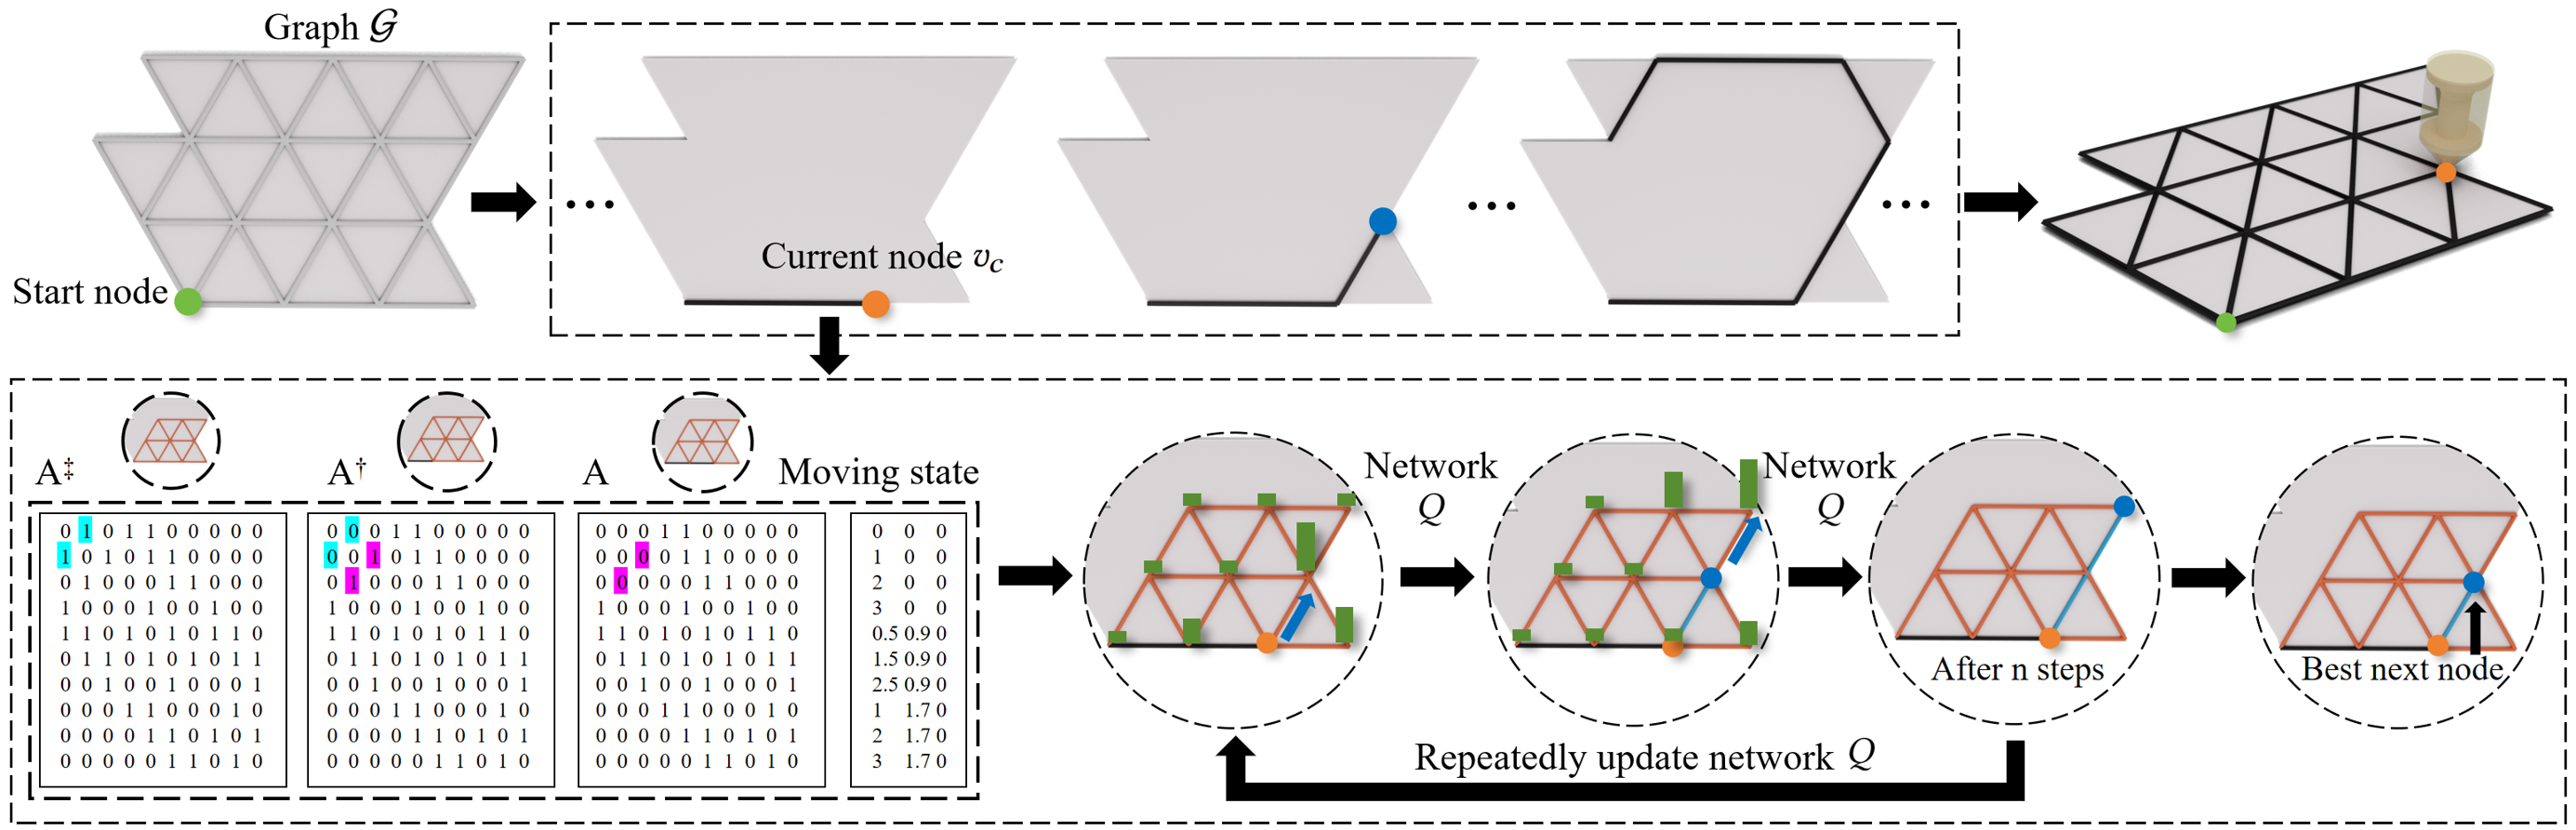 Graph 𝒢
Start node
...
Current node v_c
...
...
A‡
A†
A
Moving state
0 1 0 1 1 0 0 0 0 0
1 0 1 0 1 1 0 0 0 0
0 1 0 0 0 1 1 0 0 0
1 0 0 0 1 0 0 1 0 0
1 1 0 1 0 1 0 1 1 0
0 1 1 0 1 0 1 0 1 1
0 0 1 0 0 1 0 0 0 1
0 0 0 1 1 0 0 0 1 0
0 0 0 0 1 1 0 1 0 1
0 0 0 0 0 1 1 0 1 0
0 0 0 1 1 0 0 0 0 0
0 0 1 0 1 1 0 0 0 0
0 1 0 0 0 1 1 0 0 0
1 0 0 0 1 0 0 1 0 0
1 1 0 1 0 1 0 1 1 0
0 1 1 0 1 0 1 0 1 1
0 0 1 0 0 1 0 0 0 1
0 0 0 1 1 0 0 0 1 0
0 0 0 0 1 1 0 1 0 1
0 0 0 0 0 1 1 0 1 0
0 0 0 1 1 0 0 0 0 0
0 0 0 0 1 1 0 0 0 0
0 0 0 0 0 1 1 0 0 0
1 0 0 0 1 0 0 1 0 0
1 1 0 1 0 1 0 1 1 0
0 1 1 0 1 0 1 0 1 1
0 0 1 0 0 1 0 0 0 1
0 0 0 1 1 0 0 0 1 0
0 0 0 0 1 1 0 1 0 1
0 0 0 0 0 1 1 0 1 0
0 0 0
1 0 0
2 0 0
3 0 0
0.5 0.9 0
1.5 0.9 0
2.5 0.9 0
1 1.7 0
2 1.7 0
3 1.7 0
Network
Q
Network
Q
After n steps
Best next node
Repeatedly update network Q